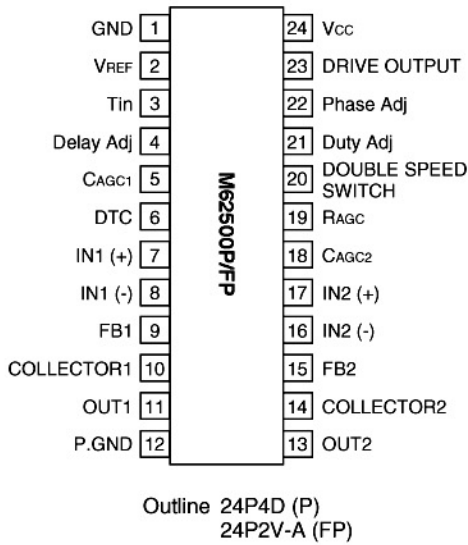 GND 1
VREF 2
Tin 3
Delay Adj 4
CAGC1 5
DTC 6
IN1 (+) 7
IN1 (-) 8
FB1 9
COLLECTOR1 10
OUT1 11
P.GND 12
M62500P/FP
24 Vcc
23 DRIVE OUTPUT
22 Phase Adj
21 Duty Adj
20 DOUBLE SPEED
SWITCH
19 RAGC
18 CAGC2
17 IN2 (+)
16 IN2 (-)
15 FB2
14 COLLECTOR2
13 OUT2
Outline 24P4D (P)
24P2V-A (FP)